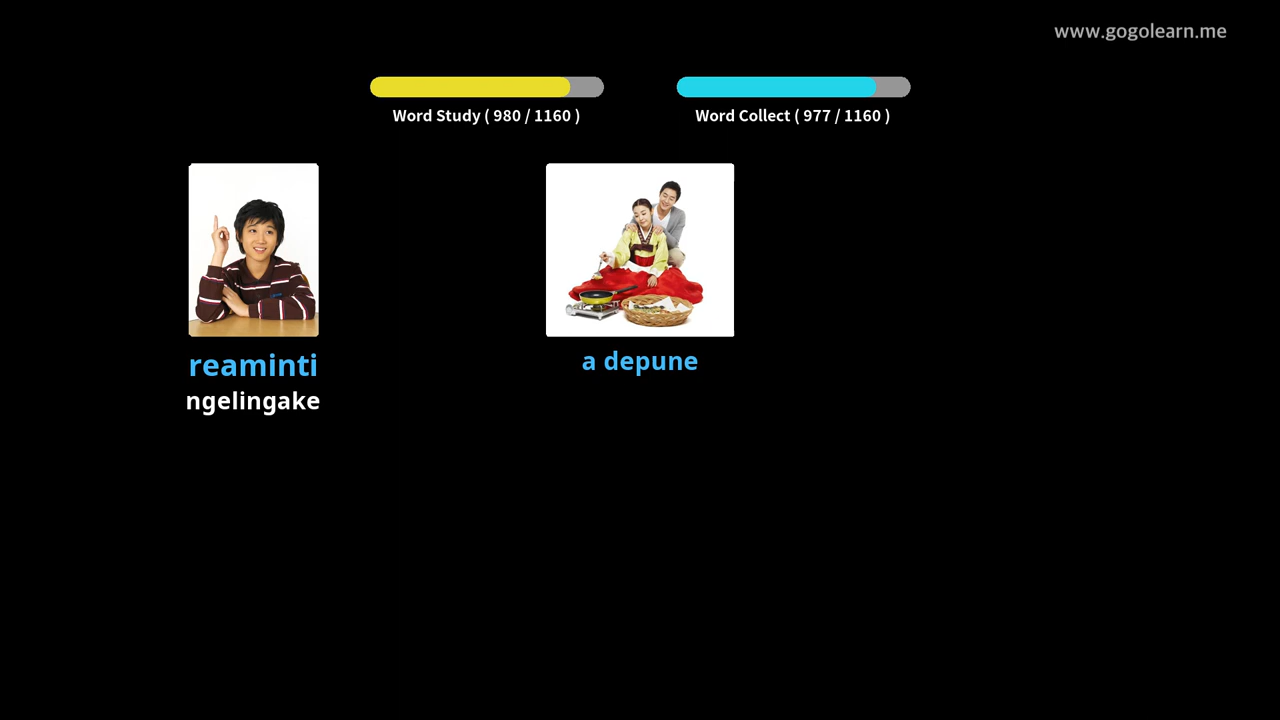 www.gogolearn.me
Word Study ( 980 / 1160 )
Word Collect ( 977 / 1160 )
reaminti
ngelingake
a depune